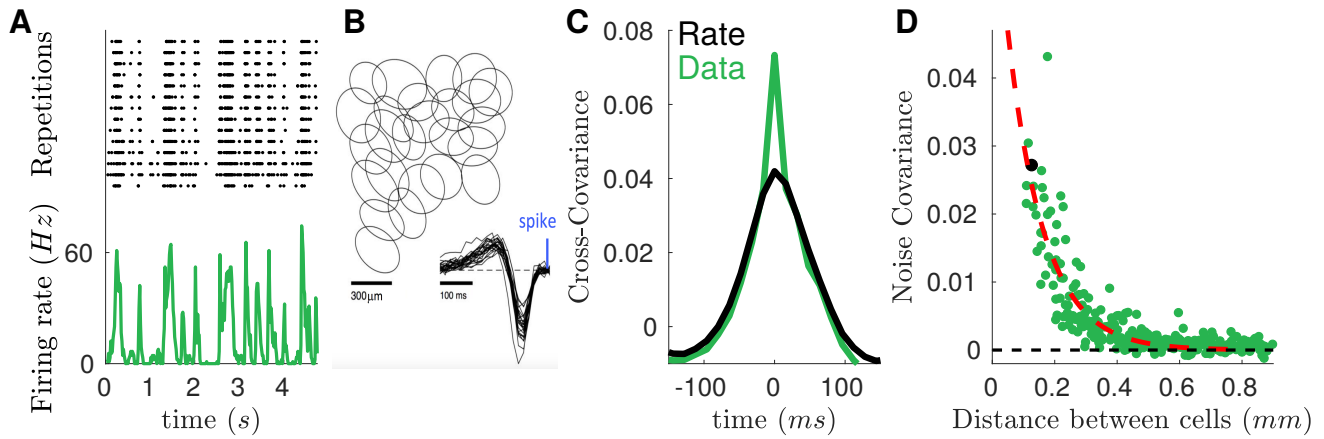 A
Repetitions
Firing rate (Hz)
60
0
0 1 2 3 4
time (s)
B
spike
300μm
100 ms
C
Rate
Data
Cross-Covariance
0.08
0.06
0.04
0.02
0
-100 0 100
time (ms)
D
Noise Covariance
0.04
0.03
0.02
0.01
0
0 0.2 0.4 0.6 0.8
Distance between cells (mm)